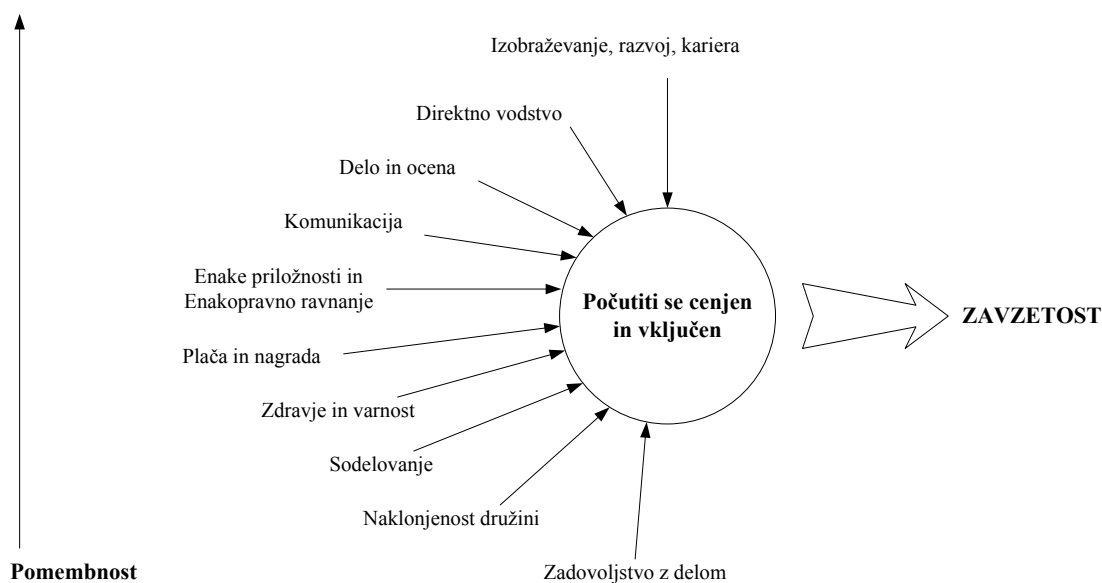 Izobraževanje, razvoj, kariera
Direktno vodstvo
Delo in ocena
Komunikacija
Enake priložnosti in
Enakopravno ravnanje
Počutiti se cenjen
in vključen
ZAVZETOST
Plača in nagrada
Zdravje in varnost
Sodelovanje
Naklonjenost družini
Pomembnost
Zadovoljstvo z delom